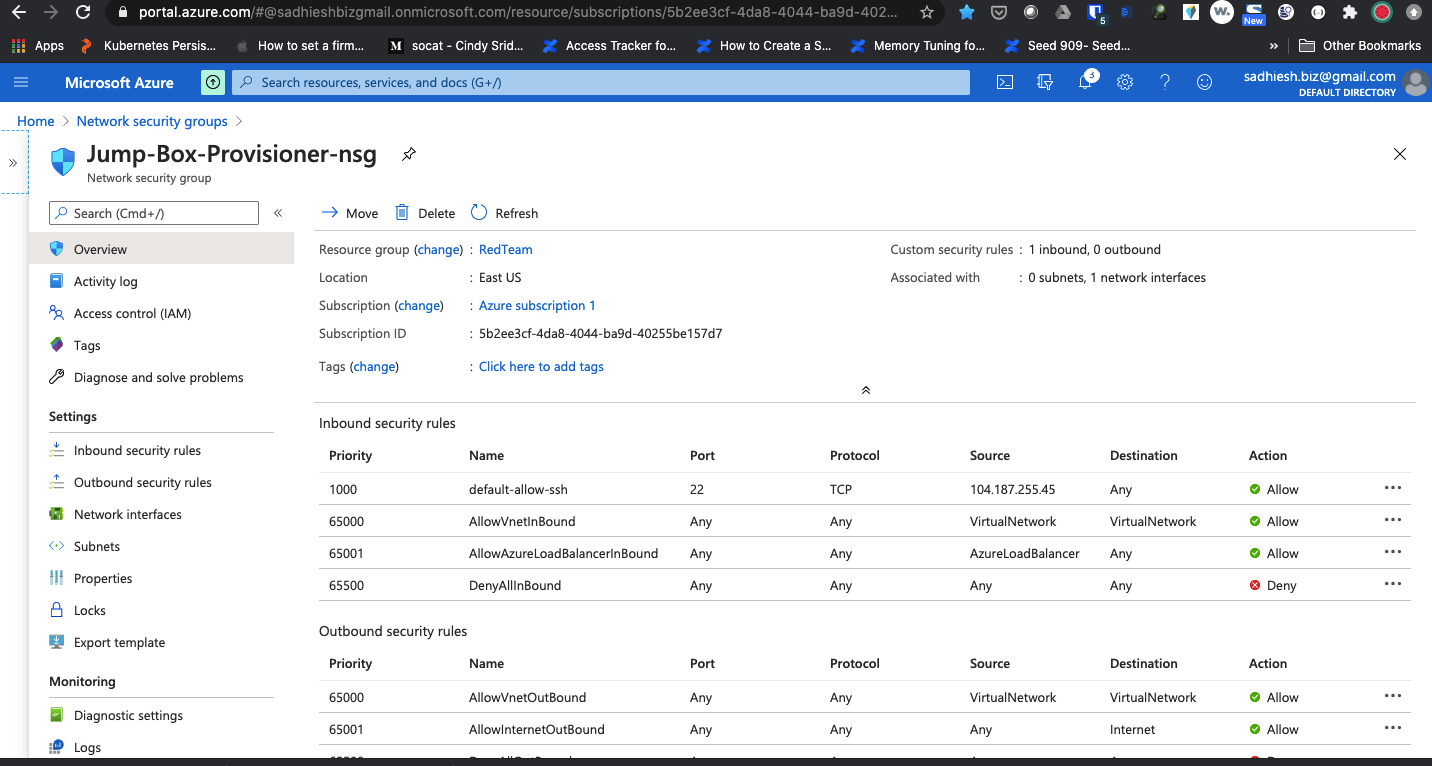 portal.azure.com/#@sadhieshbizgmail.onmicrosoft.com/resource/subscriptions/5b2ee3cf-4da8-4044-ba9d-402...
5
W.
New
Apps
Kubernetes Persis...
How to set a firm...
M
socat - Cindy Srid...
Access Tracker fo...
How to Create a S...
Memory Tuning fo...
Seed 909- Seed...
»
Other Bookmarks
Microsoft Azure
Search resources, services, and docs (G+/)
3
sadhiesh.biz@gmail.com
DEFAULT DIRECTORY
Home > Network security groups >
»
Jump-Box-Provisioner-nsg
Network security group
Search (Cmd+/)
«
Move
Delete
Refresh
Overview
Activity log
Access control (IAM)
Tags
Diagnose and solve problems
Settings
Inbound security rules
Outbound security rules
Network interfaces
Subnets
Properties
Locks
Export template
Monitoring
Diagnostic settings
Logs
Resource group (change) : RedTeam
Location : East US
Subscription (change) : Azure subscription 1
Subscription ID : 5b2ee3cf-4da8-4044-ba9d-40255be157d7
Tags (change) : Click here to add tags
Custom security rules : 1 inbound, 0 outbound
Associated with : 0 subnets, 1 network interfaces
Inbound security rules
Priority Name Port Protocol Source Destination Action
1000 default-allow-ssh 22 TCP 104.187.255.45 Any Allow ...
65000 AllowVnetInBound Any Any VirtualNetwork VirtualNetwork Allow ...
65001 AllowAzureLoadBalancerInBound Any Any AzureLoadBalancer Any Allow ...
65500 DenyAllInBound Any Any Any Any Deny ...
Outbound security rules
Priority Name Port Protocol Source Destination Action
65000 AllowVnetOutBound Any Any VirtualNetwork VirtualNetwork Allow ...
65001 AllowInternetOutBound Any Any Any Internet Allow ...